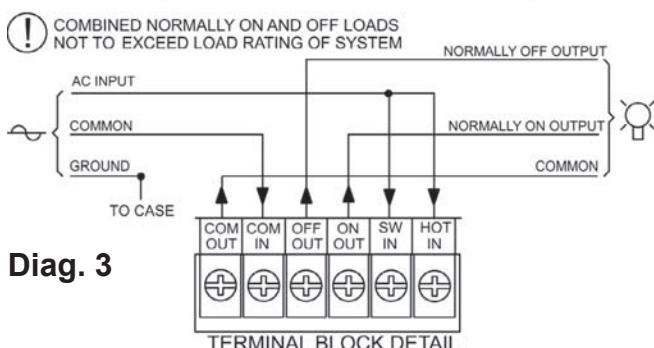 ! COMBINED NORMALLY ON AND OFF LOADS
NOT TO EXCEED LOAD RATING OF SYSTEM
NORMALLY OFF OUTPUT
AC INPUT
COMMON
NORMALLY ON OUTPUT
GROUND
COMMON
TO CASE
COM OUT
COM IN
OFF OUT
ON OUT
SW IN
HOT IN
Diag. 3
TERMINAL BLOCK DETAIL